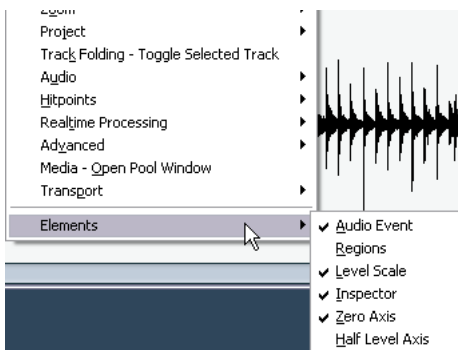 Zoom
Project
Track Folding - Toggle Selected Track
Audio
Hitpoints
Realtime Processing
Advanced
Media - Open Pool Window
Transport
Elements
Audio Event
Regions
Level Scale
Inspector
Zero Axis
Half Level Axis